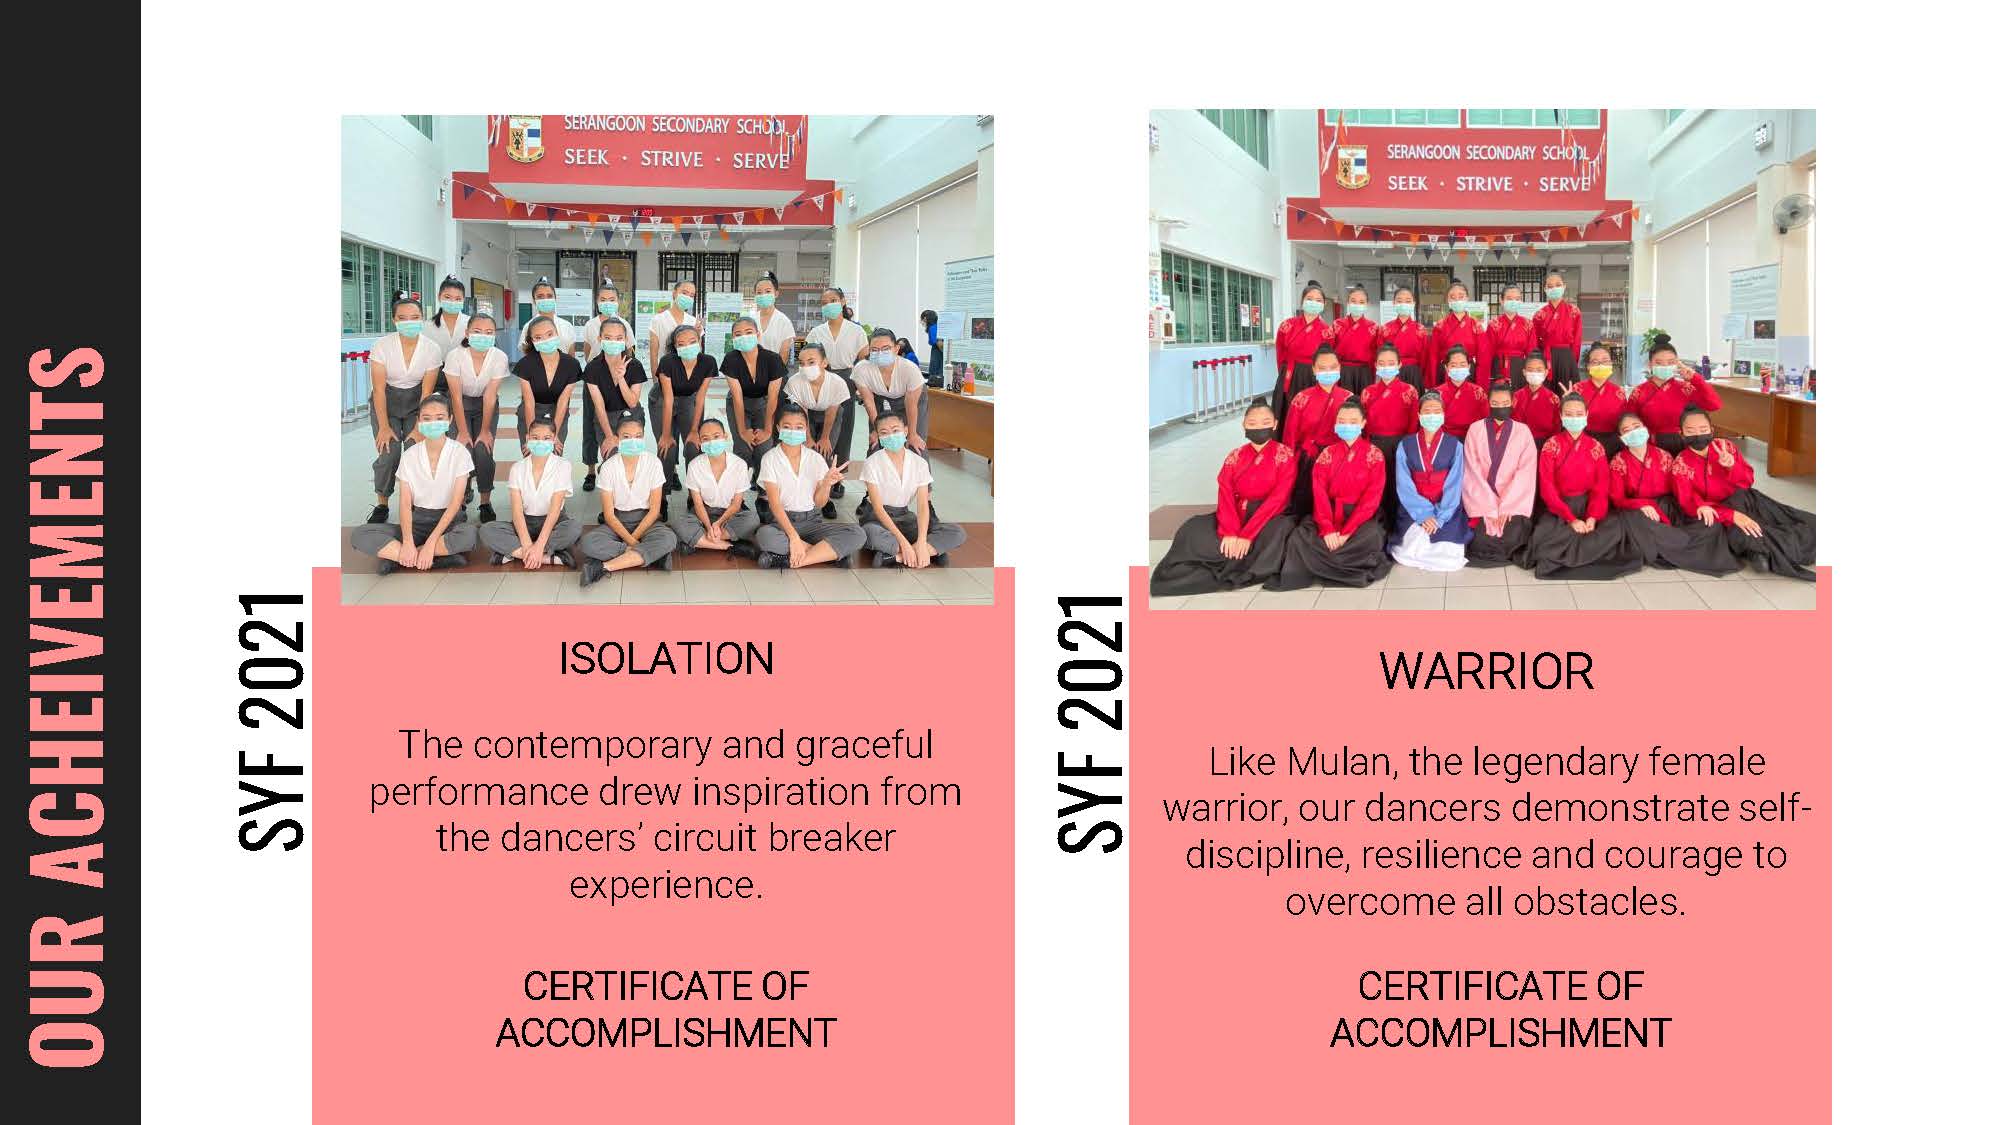 OUR ACHEIVEMENTS
SERANGOON SECONDARY SCHOOL
SEEK · STRIVE · SERVE
SYF 2021
ISOLATION
The contemporary and graceful
performance drew inspiration from
the dancers’ circuit breaker
experience.
CERTIFICATE OF
ACCOMPLISHMENT
SERANGOON SECONDARY SCHOOL
SEEK · STRIVE · SERVE
SYF 2021
WARRIOR
Like Mulan, the legendary female
warrior, our dancers demonstrate self-
discipline, resilience and courage to
overcome all obstacles.
CERTIFICATE OF
ACCOMPLISHMENT